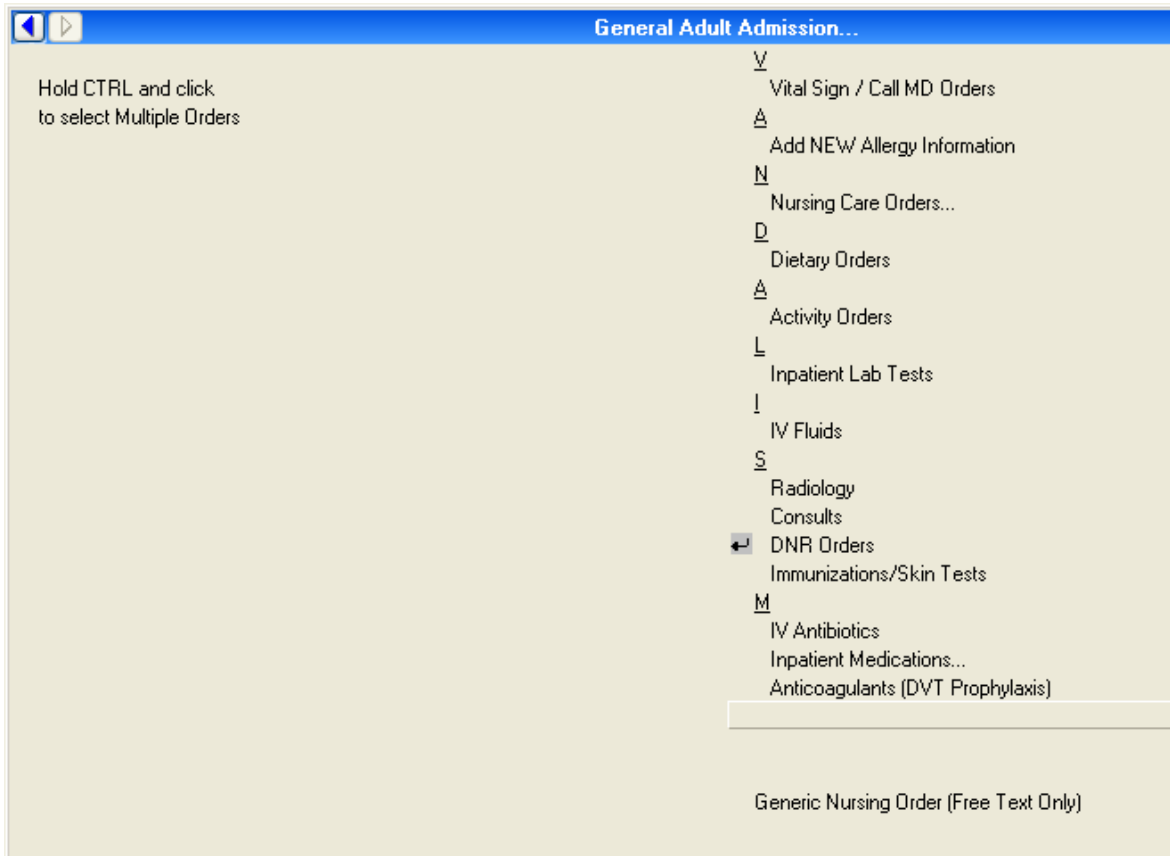 General Adult Admission...
Hold CTRL and click
to select Multiple Orders
V
Vital Sign / Call MD Orders
A
Add NEW Allergy Information
N
Nursing Care Orders...
D
Dietary Orders
A
Activity Orders
L
Inpatient Lab Tests
I
IV Fluids
S
Radiology
Consults
DNR Orders
Immunizations/Skin Tests
M
IV Antibiotics
Inpatient Medications...
Anticoagulants (DVT Prophylaxis)
Generic Nursing Order (Free Text Only)